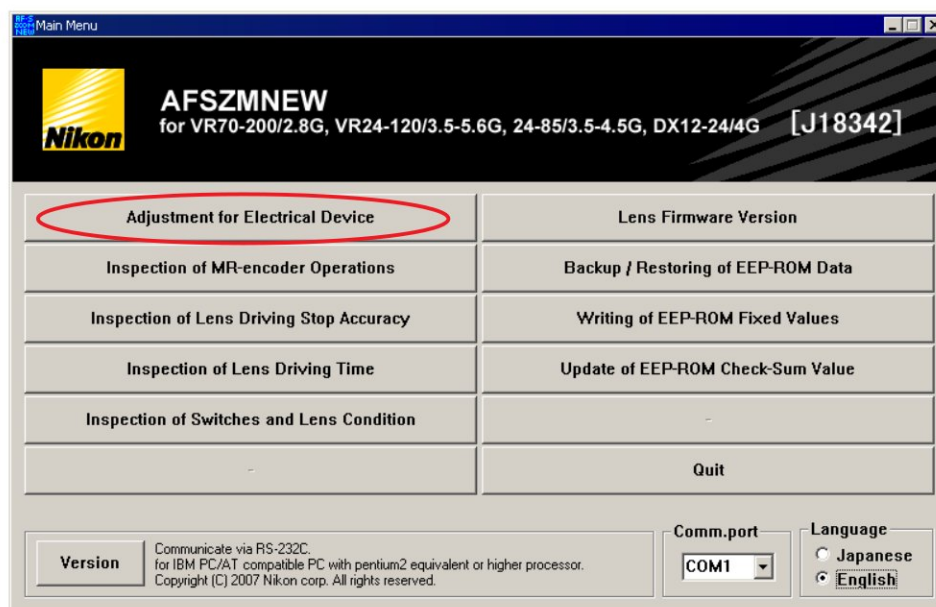 AF-S
ZOOM
NEW
Main Menu
Nikon
AFSZMNEW
for VR70-200/2.8G, VR24-120/3.5-5.6G, 24-85/3.5-4.5G, DX12-24/4G
[J18342]
Adjustment for Electrical Device
Lens Firmware Version
Inspection of MR-encoder Operations
Backup / Restoring of EEP-ROM Data
Inspection of Lens Driving Stop Accuracy
Writing of EEP-ROM Fixed Values
Inspection of Lens Driving Time
Update of EEP-ROM Check-Sum Value
Inspection of Switches and Lens Condition
-
-
Quit
Version
Communicate via RS-232C.
for IBM PC/AT compatible PC with pentium2 equivalent or higher processor.
Copyright (C) 2007 Nikon corp. All rights reserved.
Comm.port
COM1
Language
Japanese
English